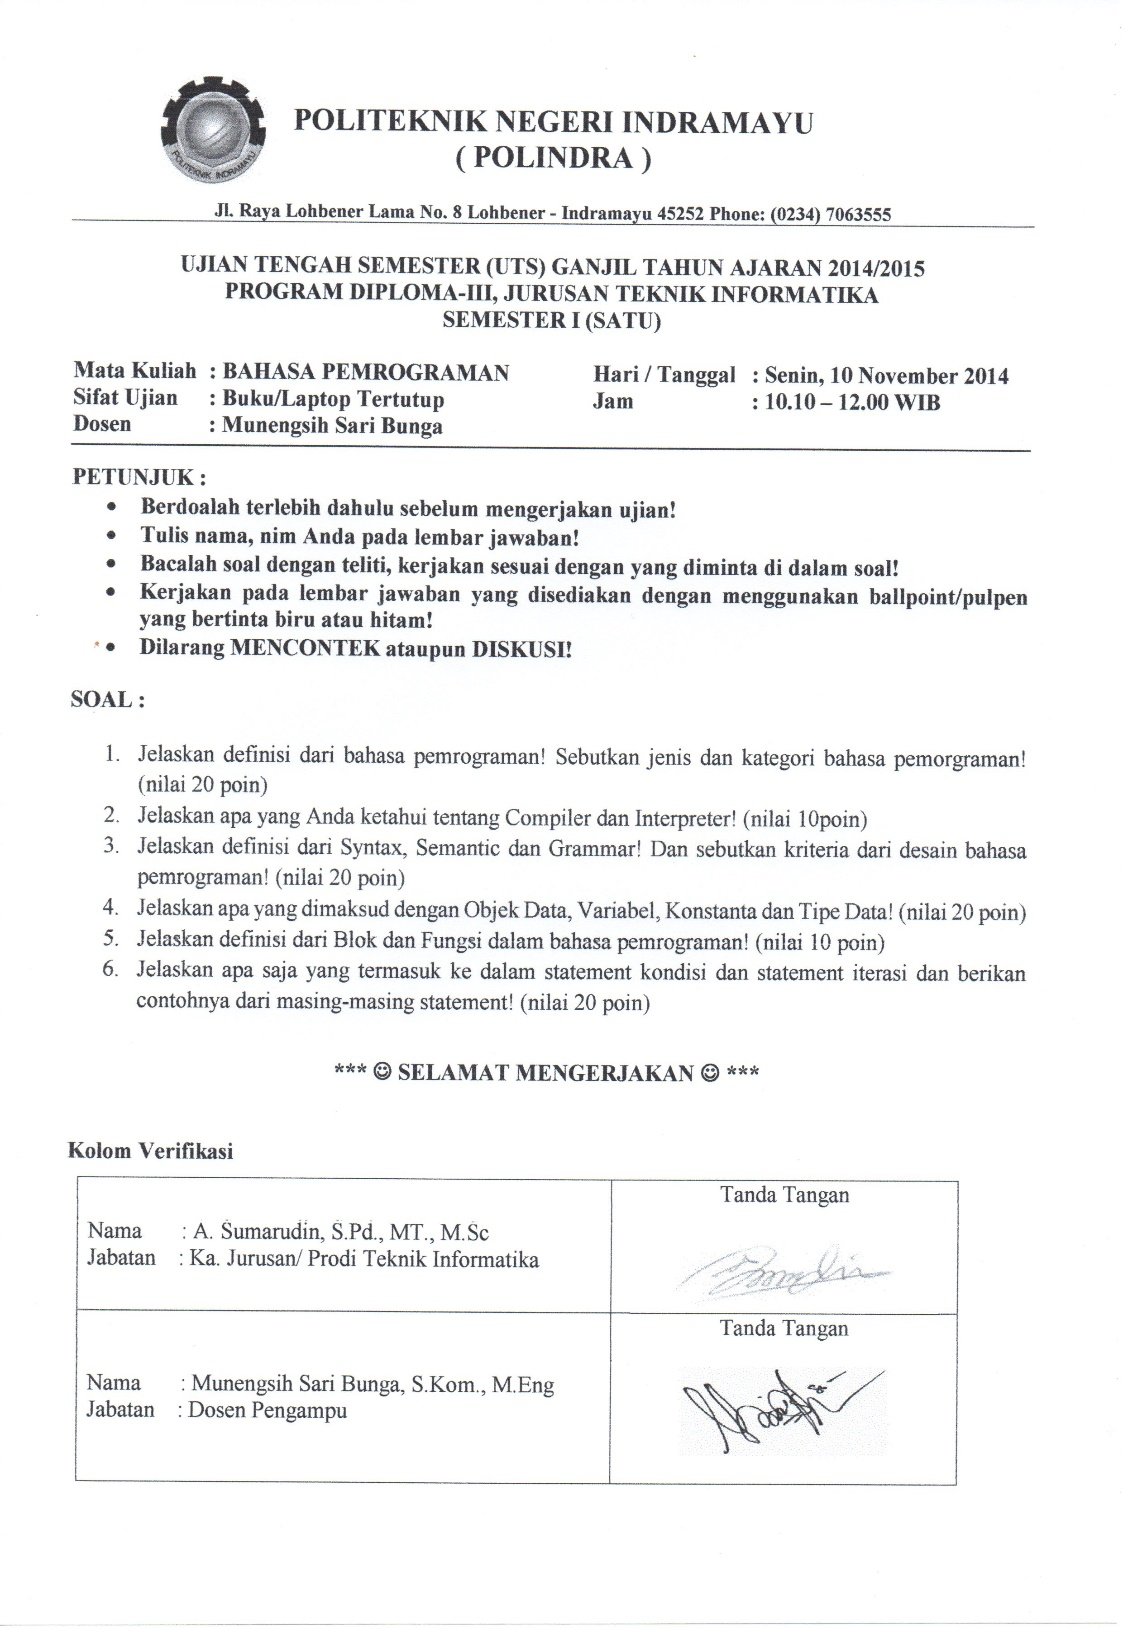 POLITEKNIK NEGERI INDRAMAYU
( POLINDRA )
POLITEKNIK INDRAMAYU
Jl. Raya Lohbener Lama No. 8 Lohbener - Indramayu 45252 Phone: (0234) 7063555
UJIAN TENGAH SEMESTER (UTS) GANJIL TAHUN AJARAN 2014/2015
PROGRAM DIPLOMA-III, JURUSAN TEKNIK INFORMATIKA
SEMESTER I (SATU)
Mata Kuliah : BAHASA PEMROGRAMAN Hari / Tanggal : Senin, 10 November 2014
Sifat Ujian : Buku/Laptop Tertutup Jam : 10.10 – 12.00 WIB
Dosen : Munengsih Sari Bunga
PETUNJUK :
• Berdoalah terlebih dahulu sebelum mengerjakan ujian!
• Tulis nama, nim Anda pada lembar jawaban!
• Bacalah soal dengan teliti, kerjakan sesuai dengan yang diminta di dalam soal!
• Kerjakan pada lembar jawaban yang disediakan dengan menggunakan ballpoint/pulpen
yang bertinta biru atau hitam!
• Dilarang MENCONTEK ataupun DISKUSI!
SOAL :
1. Jelaskan definisi dari bahasa pemrograman! Sebutkan jenis dan kategori bahasa pemorgraman!
(nilai 20 poin)
2. Jelaskan apa yang Anda ketahui tentang Compiler dan Interpreter! (nilai 10poin)
3. Jelaskan definisi dari Syntax, Semantic dan Grammar! Dan sebutkan kriteria dari desain bahasa
pemrograman! (nilai 20 poin)
4. Jelaskan apa yang dimaksud dengan Objek Data, Variabel, Konstanta dan Tipe Data! (nilai 20 poin)
5. Jelaskan definisi dari Blok dan Fungsi dalam bahasa pemrograman! (nilai 10 poin)
6. Jelaskan apa saja yang termasuk ke dalam statement kondisi dan statement iterasi dan berikan
contohnya dari masing-masing statement! (nilai 20 poin)
*** ☺ SELAMAT MENGERJAKAN ☺ ***
Kolom Verifikasi
Tanda Tangan
Nama : A. Sumarudin, S.Pd., MT., M.Sc
Jabatan : Ka. Jurusan/ Prodi Teknik Informatika
Tanda Tangan
Nama : Munengsih Sari Bunga, S.Kom., M.Eng
Jabatan : Dosen Pengampu